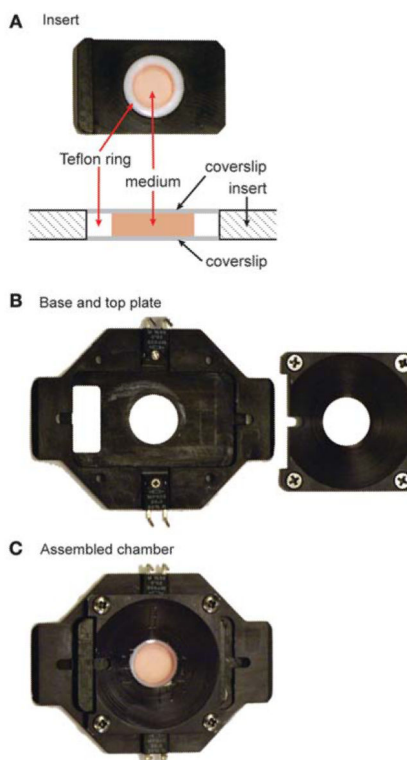 A Insert
Teflon ring
medium
coverslip
insert
coverslip
B Base and top plate
C Assembled chamber